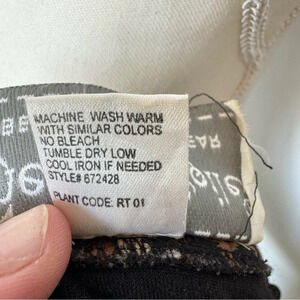 MACHINE WASH WARM
WITH SIMILAR COLORS
NO BLEACH
TUMBLE DRY LOW
COOL IRON IF NEEDED
STYLE# 672428
PLANT CODE: RT 01